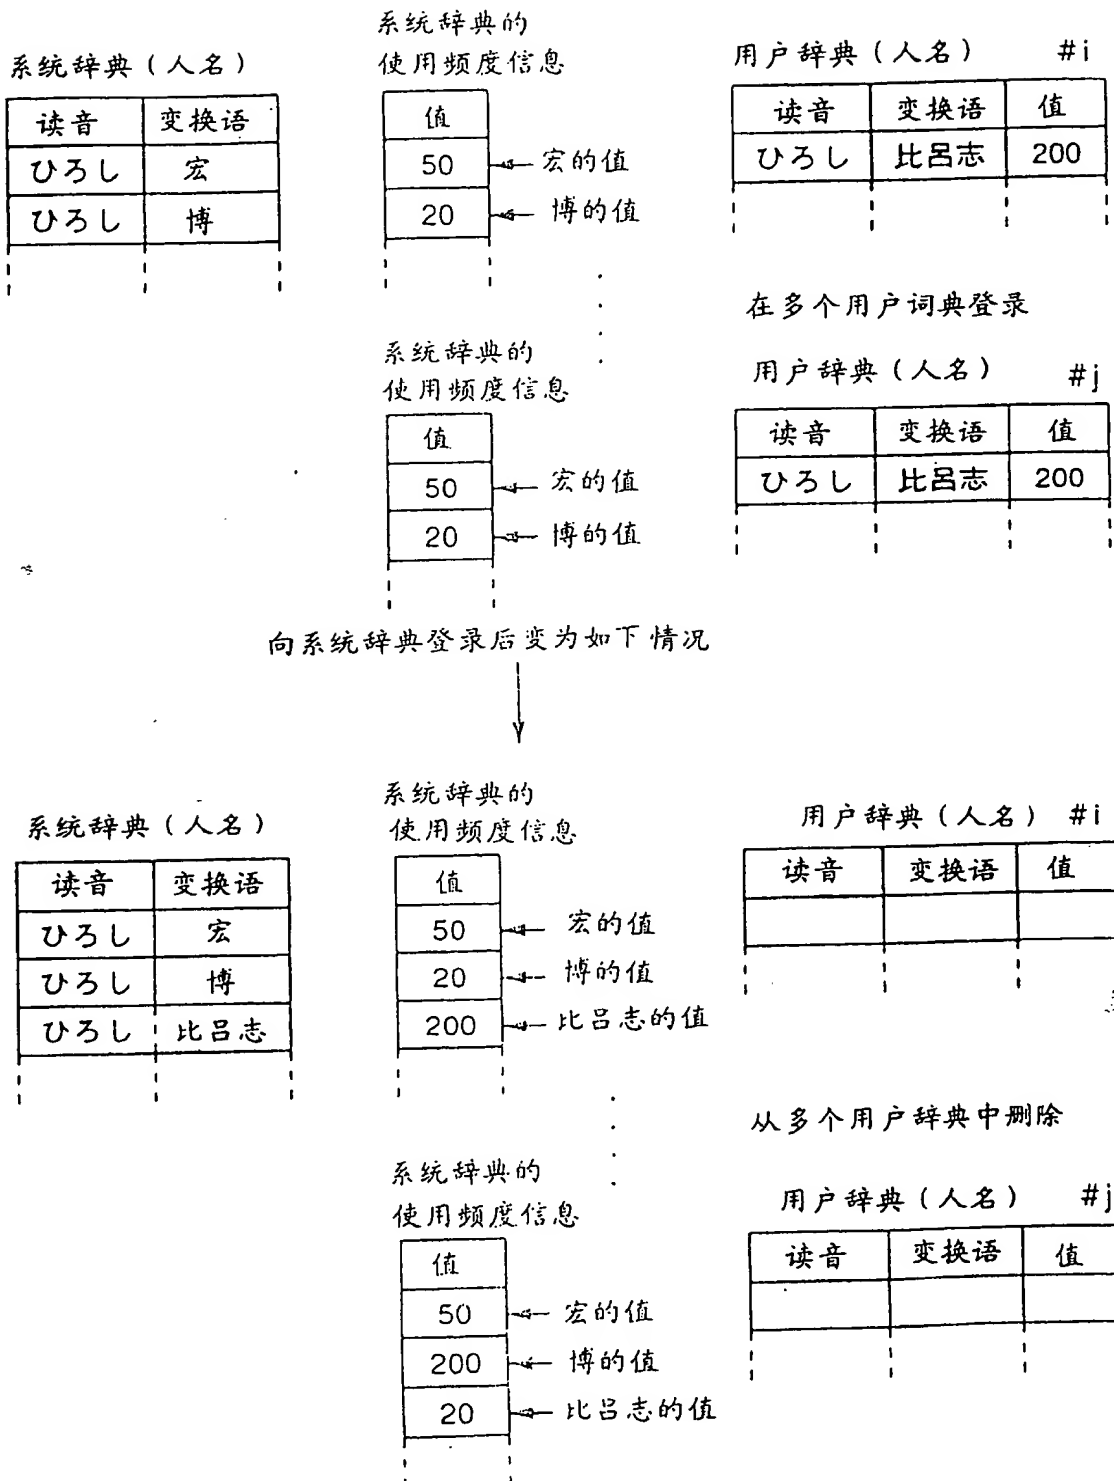 系统辞典（人名）
读音 变换语
ひろし 宏
ひろし 博
系统辞典的
使用频度信息
值
50 宏的值
20 博的值
用户辞典（人名） #i
读音 变换语 值
ひろし 比呂志 200
在多个用户词典登录
系统辞典的
使用频度信息
值
50 宏的值
20 博的值
用户辞典（人名） #j
读音 变换语 值
ひろし 比呂志 200
向系统辞典登录后变为如下情况
系统辞典（人名）
读音 变换语
ひろし 宏
ひろし 博
ひろし 比吕志
系统辞典的
使用频度信息
值
50 宏的值
20 博的值
200 比吕志的值
用户辞典（人名） #i
读音 变换语 值
从多个用户辞典中删除
系统辞典的
使用频度信息
值
50 宏的值
200 博的值
20 比吕志的值
用户辞典（人名） #j
读音 变换语 值